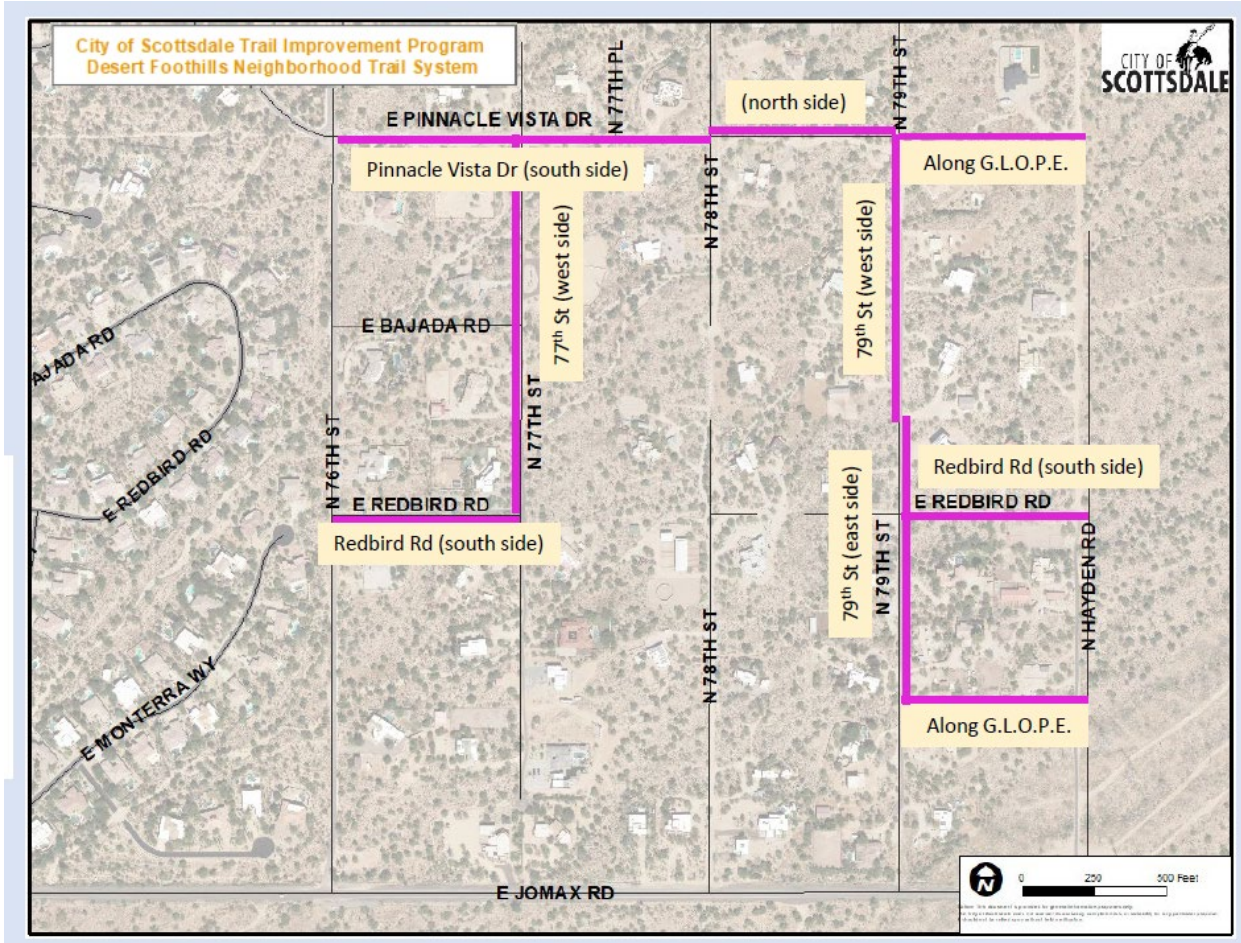 City of Scottsdale Trail Improvement Program
Desert Foothills Neighborhood Trail System
CITY OF
SCOTTSDALE
N 77TH PL
N 79TH ST
(north side)
E PINNACLE VISTA DR
Pinnacle Vista Dr (south side)
Along G.L.O.P.E.
N 78TH ST
77th St (west side)
79th St (west side)
E BAJADA RD
AJADA RD
N 77TH ST
N 76TH ST
E REDBIRD RD
Redbird Rd (south side)
E REDBIRD RD
E REDBIRD RD
Redbird Rd (south side)
79th St (east side)
N 79TH ST
N HAYDEN RD
N 78TH ST
E MONTERRA WY
Along G.L.O.P.E.
E JOMAX RD
N
0 250 500 Feet